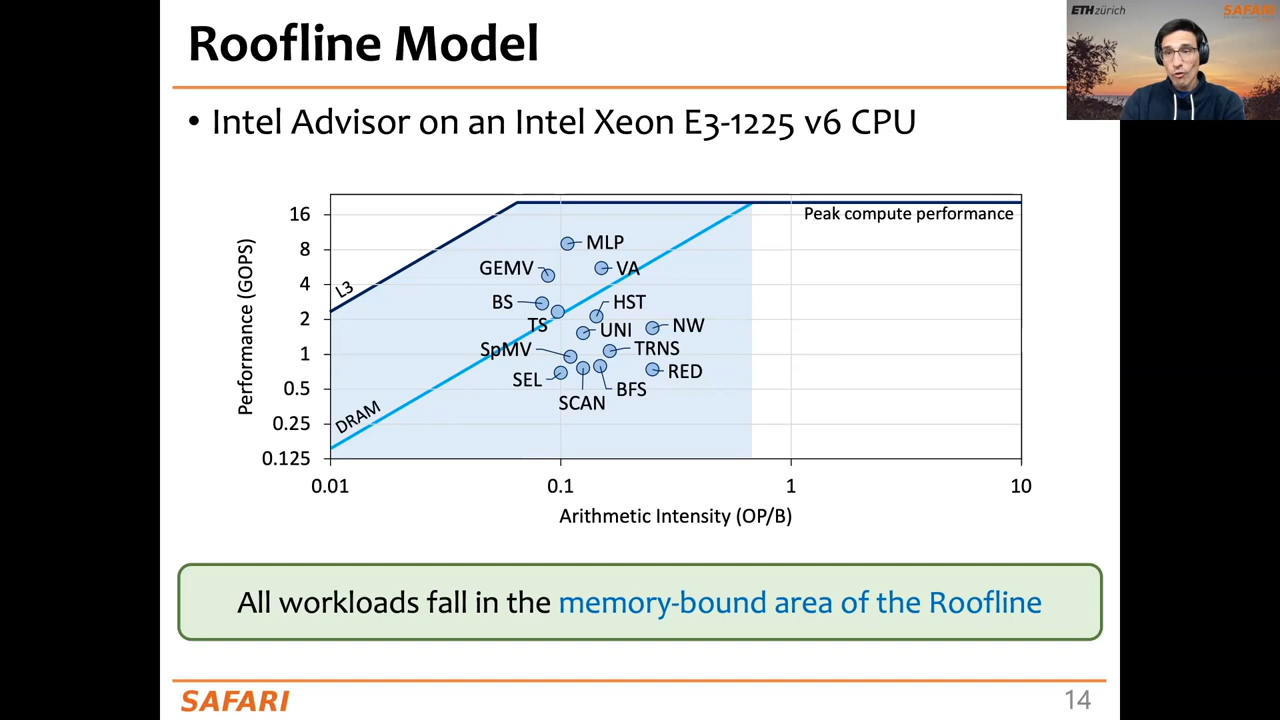 Roofline Model
ETHzürich
SAFARI
• Intel Advisor on an Intel Xeon E3-1225 v6 CPU
Performance (GOPS)
16
8
4
2
1
0.5
0.25
0.125
L3
DRAM
Peak compute performance
MLP
GEMV
VA
BS
HST
TS
UNI
NW
SpMV
TRNS
SEL
RED
BFS
SCAN
0.01
0.1
1
10
Arithmetic Intensity (OP/B)
All workloads fall in the memory-bound area of the Roofline
SAFARI
14